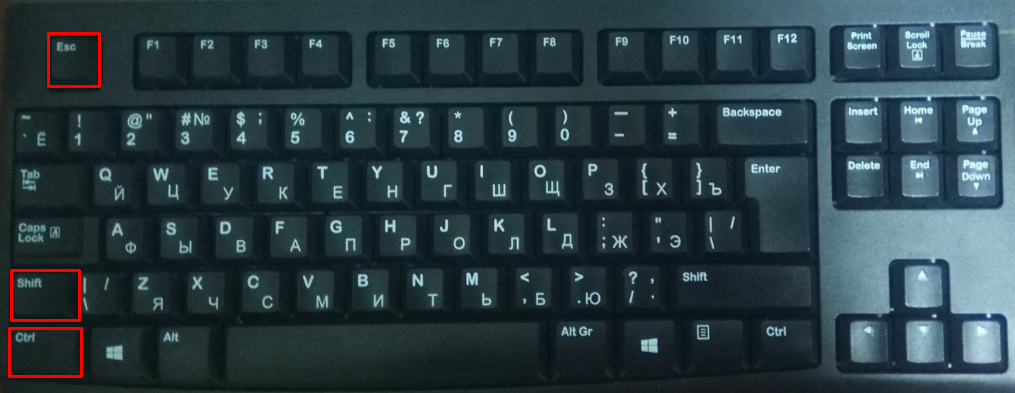 Esc F1 F2 F3 F4 F5 F6 F7 F8 F9 F10 F11 F12 Print Screen Scroll Lock Pause Break
~ ` Ё ! 1 @ " 2 # № 3 $ ; 4 % 5 ^ : 6 & ? 7 * 8 ( 9 ) 0 — − + = Backspace Insert Home Page Up
Tab Q Й W Ц E У R К T Е Y Н U Г I Ш O Щ P З { [ Х } ] Ъ Enter Delete End Page Down
Caps Lock A Ф S Ы D В F А G П H Р J О K Л L Д : ; Ж " ' Э | / \
Shift | / \ Z Я X Ч C С V М B И N Т M Ь < , Б > . Ю ? , / . Shift
Ctrl Alt Alt Gr Ctrl